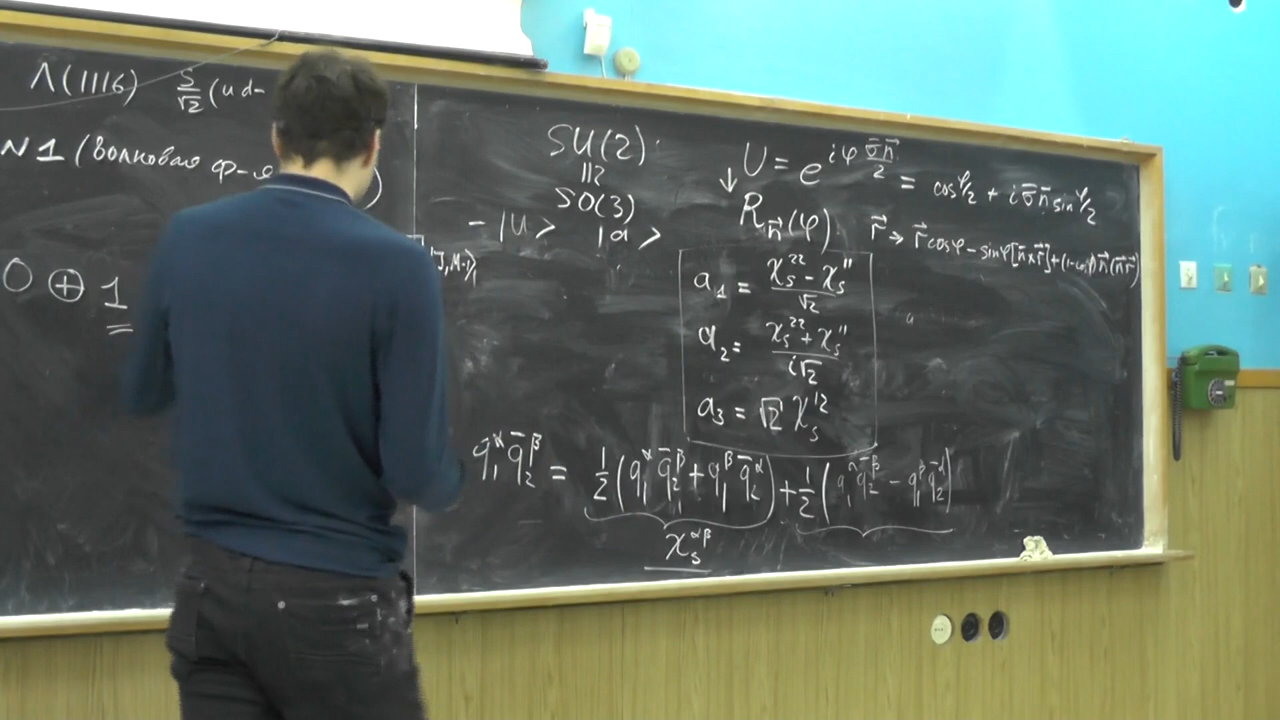 Λ(1116) s/√2 (ud-
N1 (волковая ф-я )
0 ⊕ 1
SU(2)
SO(3)
- |u> |a>
U = e^{iφ σ̄n̄/2} = cos φ/2 + i σ̄n̄ sin φ/2
↓ R_n̄(φ) r⃗ → r⃗ cosφ - sinφ[n⃗×r⃗] + (1-cosφ) n⃗(n⃗r⃗)
a₁ = (χ_s^{22} - χ_s^{11})/√2
a₂ = (χ_s^{22} + χ_s^{11})/i√2
a₃ = √2 χ_s^{12}
q₁^α q̄₂^β = 1/2 (q₁^α q̄₂^β + q₁^β q̄₂^α) + 1/2 (q₁^α q̄₂^β - q₁^β q̄₂^α)
χ_s^{αβ}